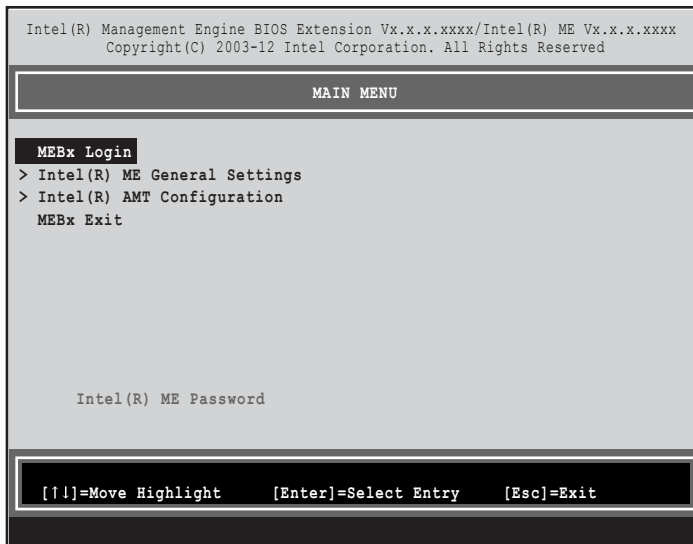 Intel(R) Management Engine BIOS Extension Vx.x.x.xxxx/Intel(R) ME Vx.x.x.xxxx
Copyright(C) 2003-12 Intel Corporation. All Rights Reserved
MAIN MENU
MEBx Login
> Intel(R) ME General Settings
> Intel(R) AMT Configuration
MEBx Exit
Intel(R) ME Password
[↑↓]=Move Highlight [Enter]=Select Entry [Esc]=Exit